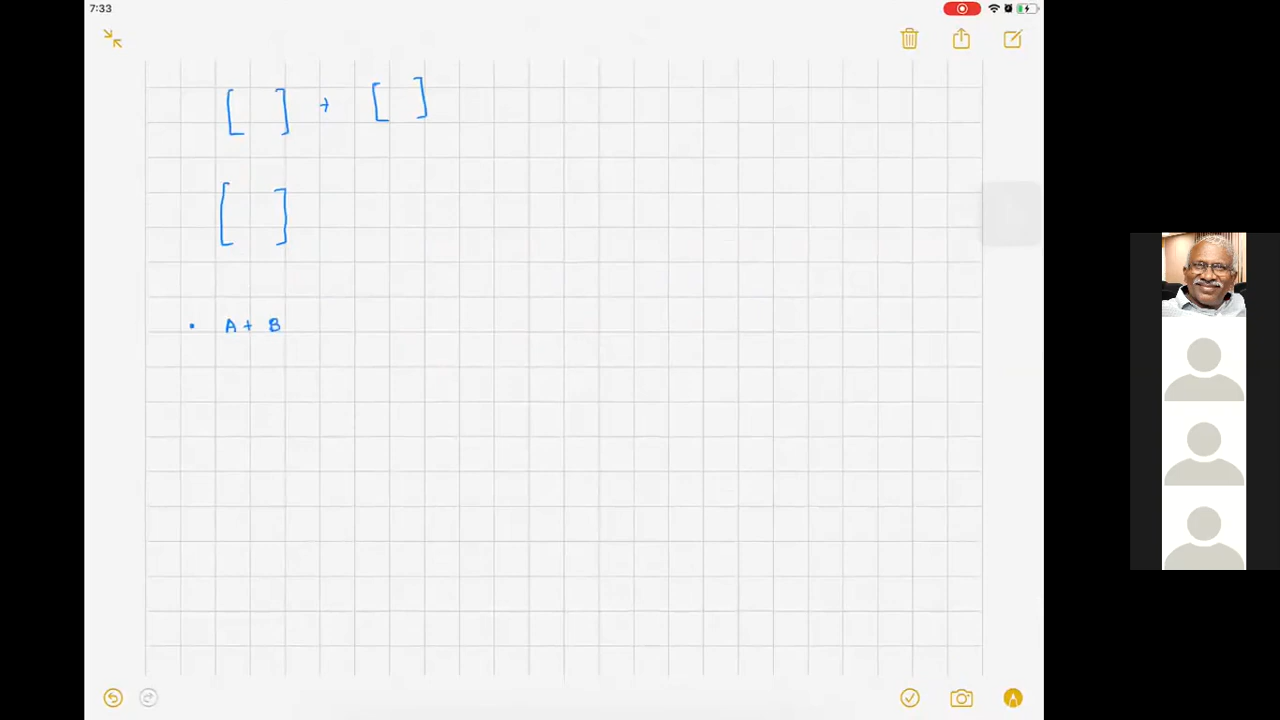 7:33
[ ] + [ ]
[ ]
• A + B